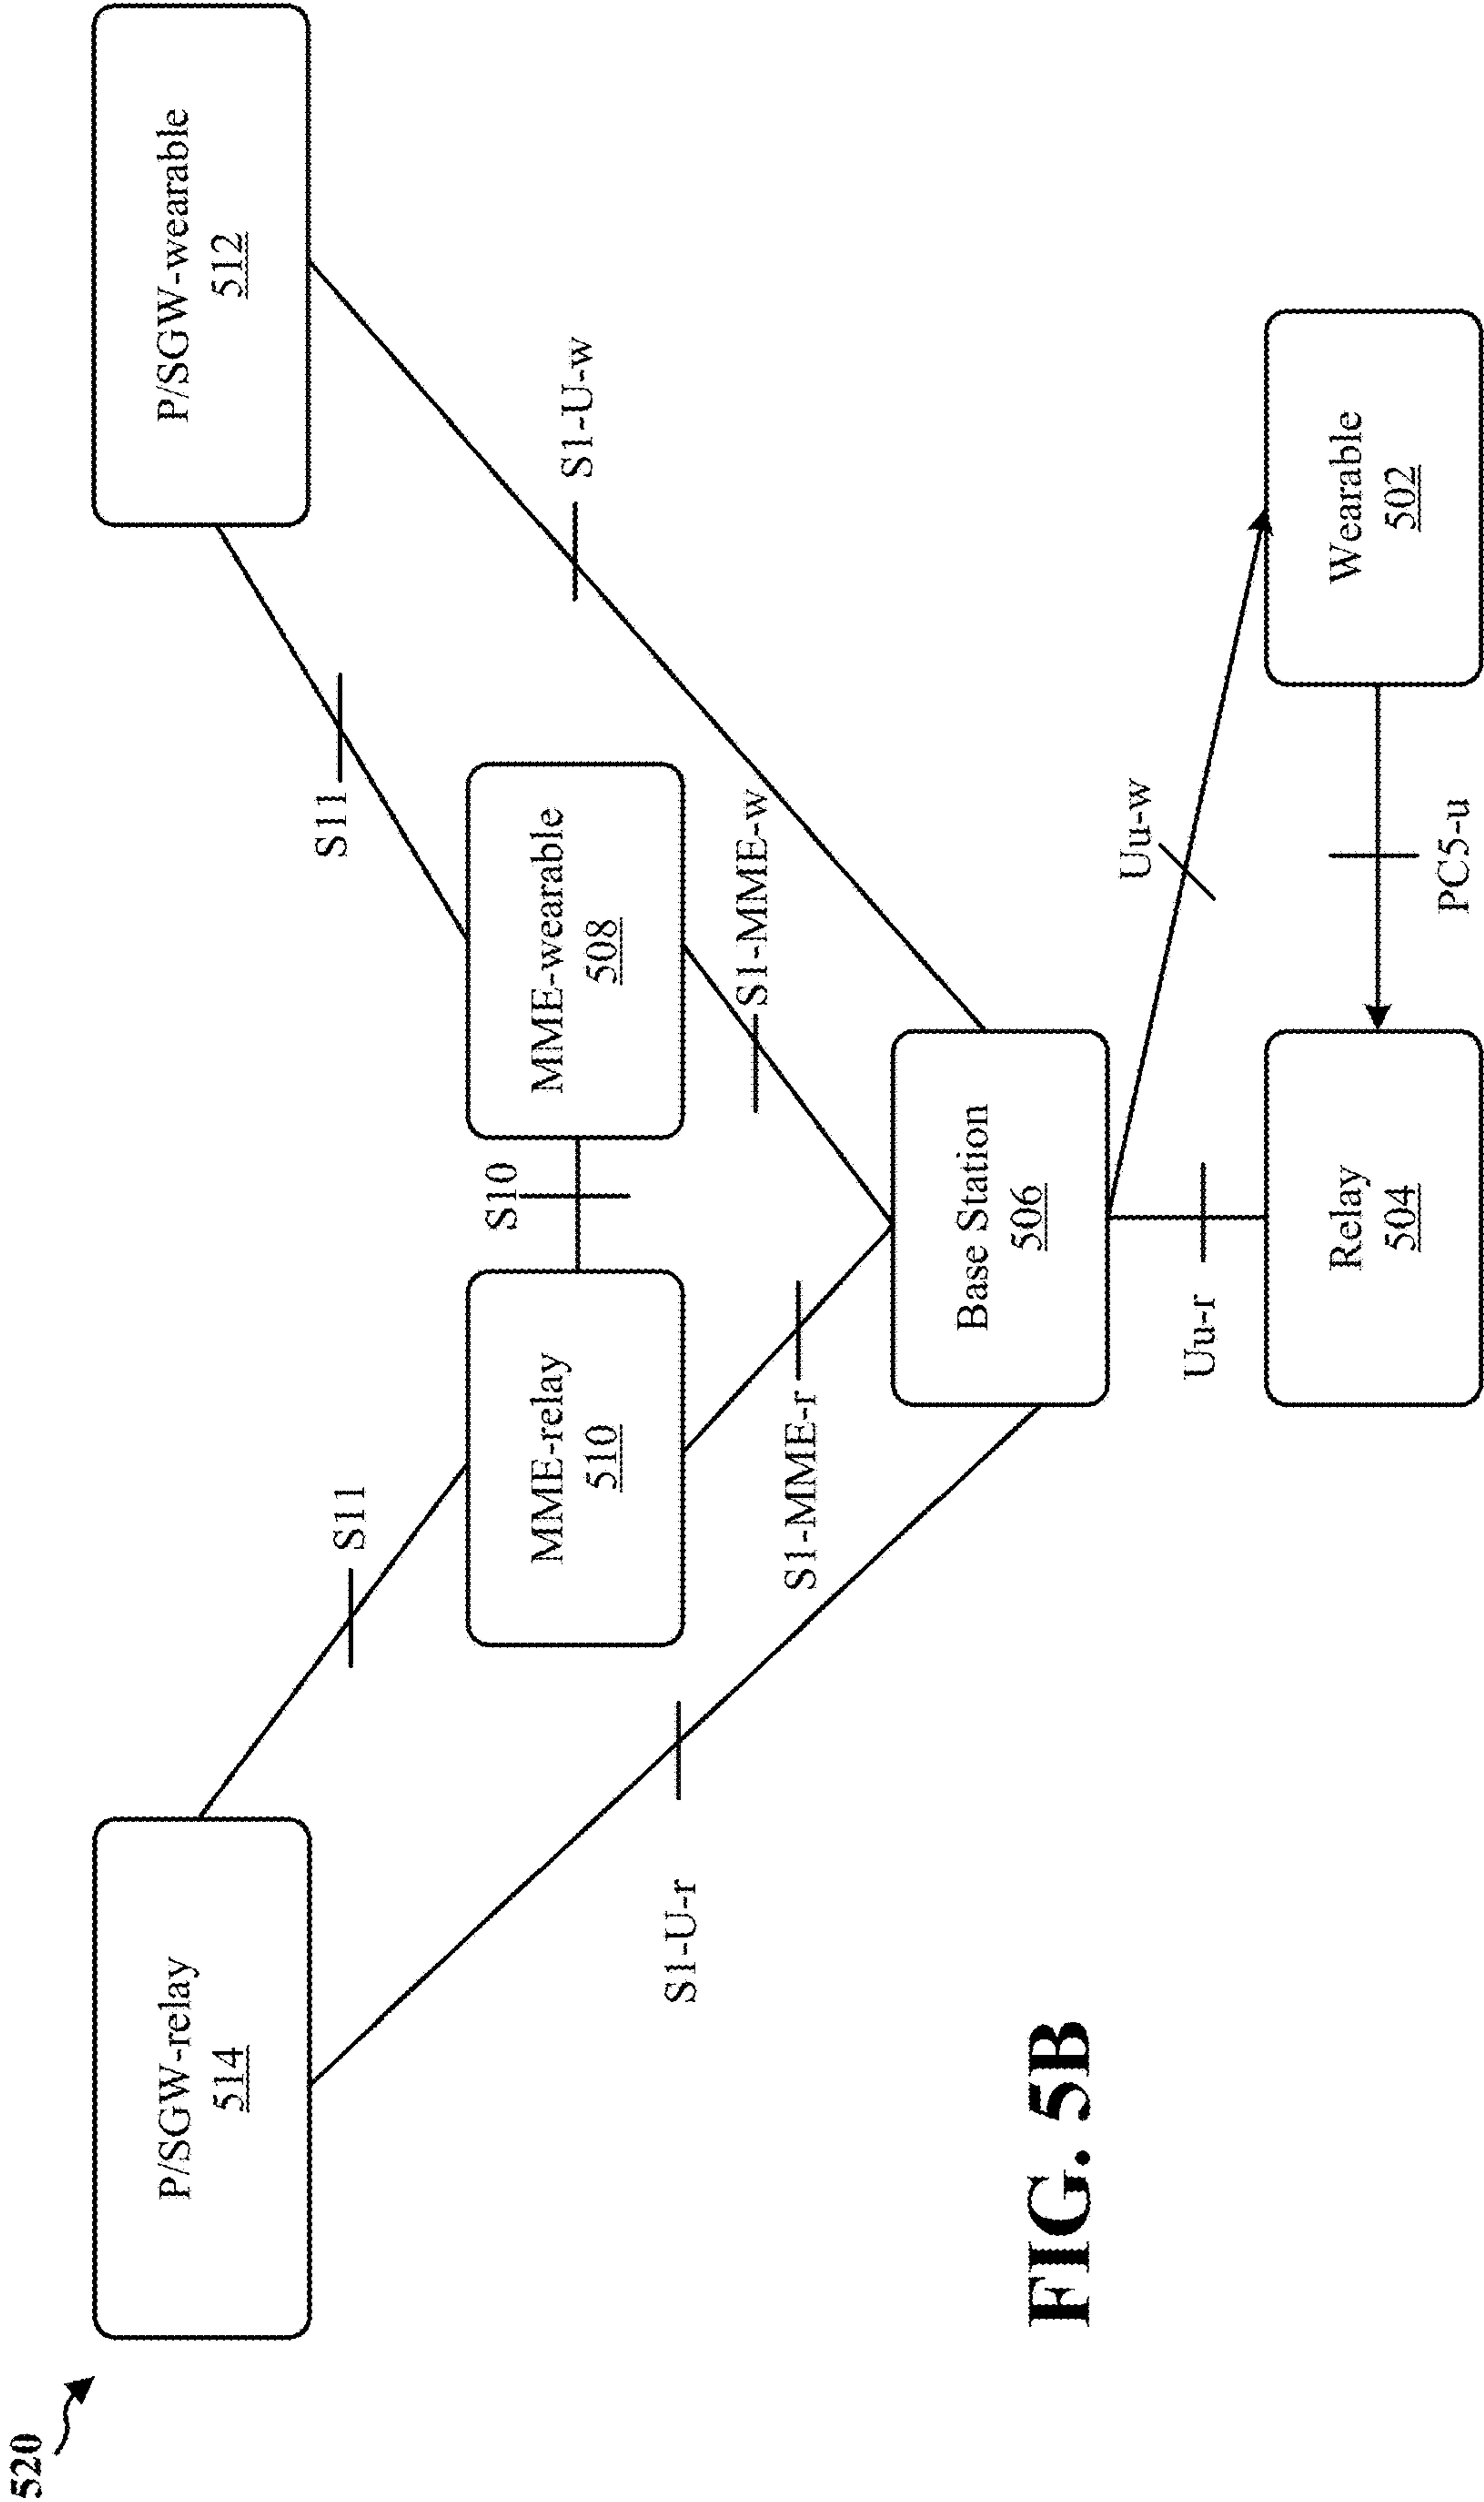 520
P/SGW-relay
514
P/SGW-wearable
512
S11
S11
S10
MME-relay
510
MME-wearable
508
S1-U-w
S1-U-r
S1-MME-r
S1-MME-w
Base Station
506
Uu-r
Uu-w
Relay
504
Wearable
502
PC5-u
FIG. 5B